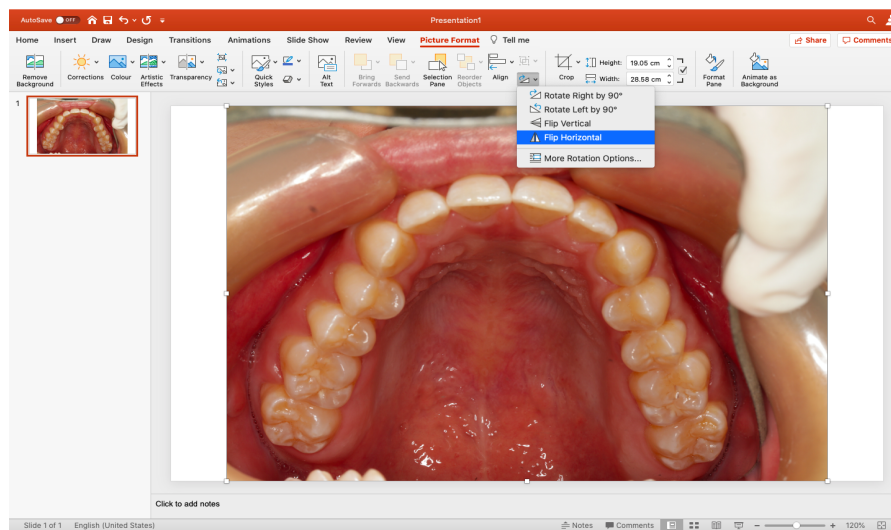 AutoSave OFF
Presentation1
Home Insert Draw Design Transitions Animations Slide Show Review View Picture Format Tell me
Share Comments
Remove Background
Corrections
Colour
Artistic Effects
Transparency
Quick Styles
Alt Text
Bring Forwards
Send Backwards
Selection Pane
Reorder Objects
Align
Crop
Height: 19.05 cm
Width: 28.58 cm
Format Pane
Animate as Background
Rotate Right by 90°
Rotate Left by 90°
Flip Vertical
Flip Horizontal
More Rotation Options...
1
Click to add notes
Slide 1 of 1 English (United States)
Notes Comments 120%